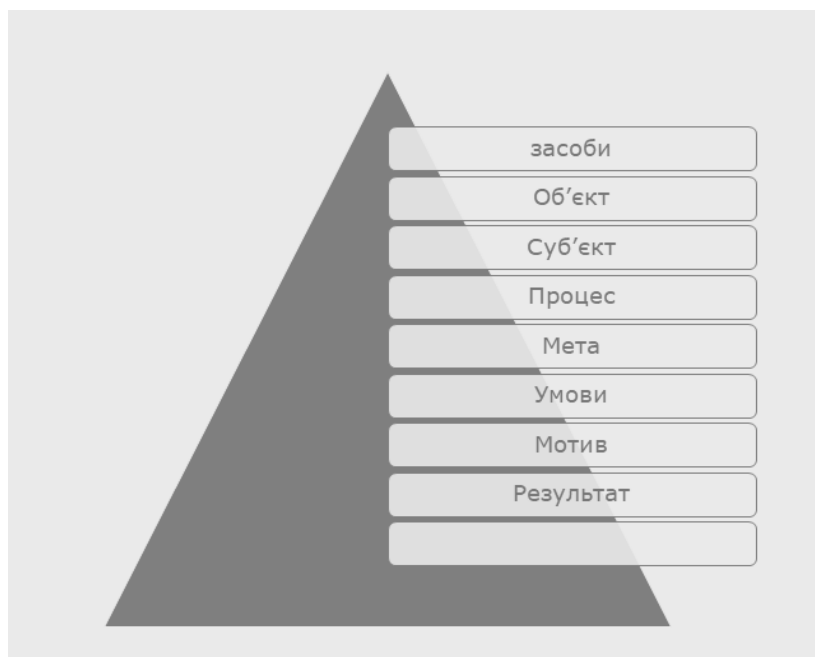 засоби
Об’єкт
Суб’єкт
Процес
Мета
Умови
Мотив
Результат